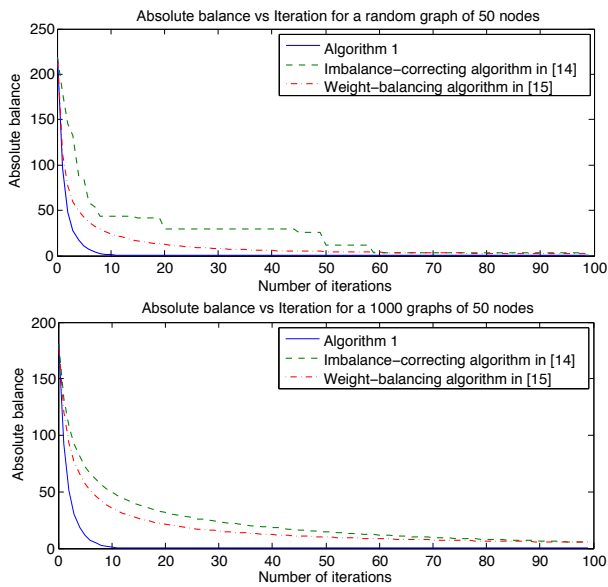 Absolute balance vs Iteration for a random graph of 50 nodes
250
200
150
100
50
0
Absolute balance
Algorithm 1
Imbalance−correcting algorithm in [14]
Weight−balancing algorithm in [15]
0 10 20 30 40 50 60 70 80 90 100
Number of iterations
Absolute balance vs Iteration for a 1000 graphs of 50 nodes
200
150
100
50
0
Absolute balance
Algorithm 1
Imbalance−correcting algorithm in [14]
Weight−balancing algorithm in [15]
0 10 20 30 40 50 60 70 80 90 100
Number of iterations